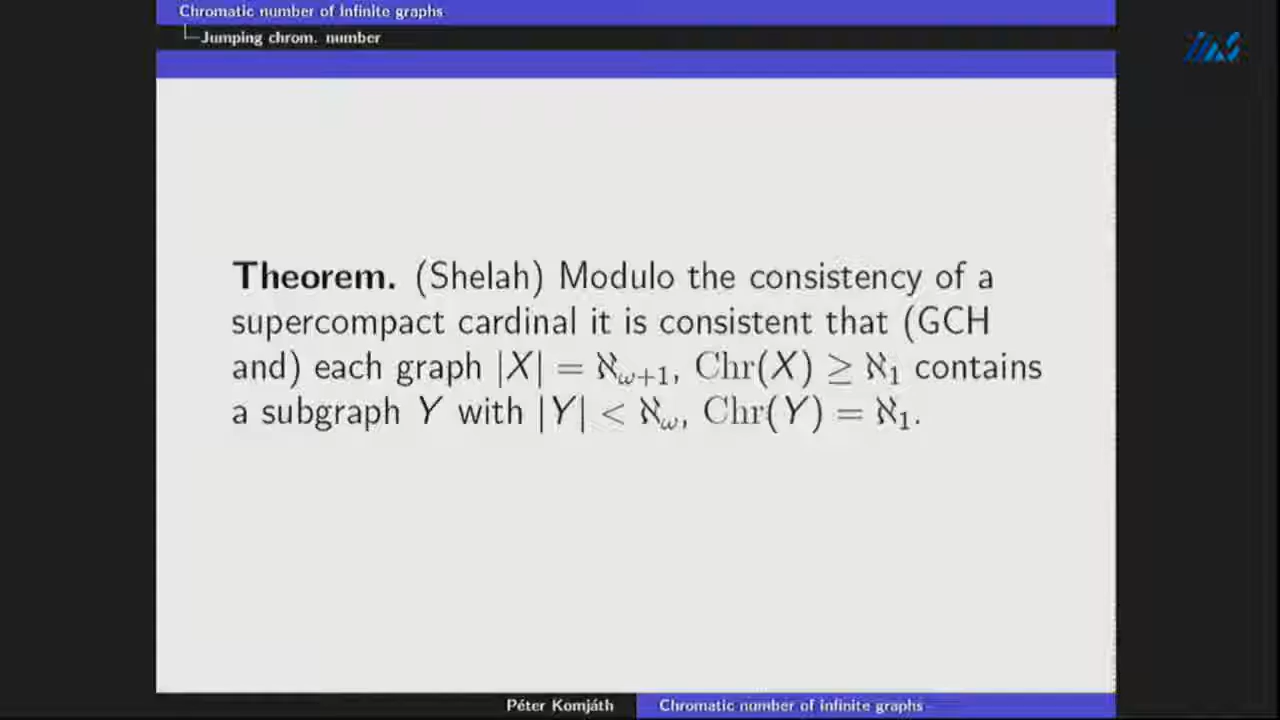 Chromatic number of infinite graphs
Jumping chrom. number
Theorem. (Shelah) Modulo the consistency of a
supercompact cardinal it is consistent that (GCH
and) each graph |X| = ℵ_{ω+1}, Chr(X) ≥ ℵ₁ contains
a subgraph Y with |Y| < ℵ_ω, Chr(Y) = ℵ₁.
Péter Komjáth
Chromatic number of infinite graphs